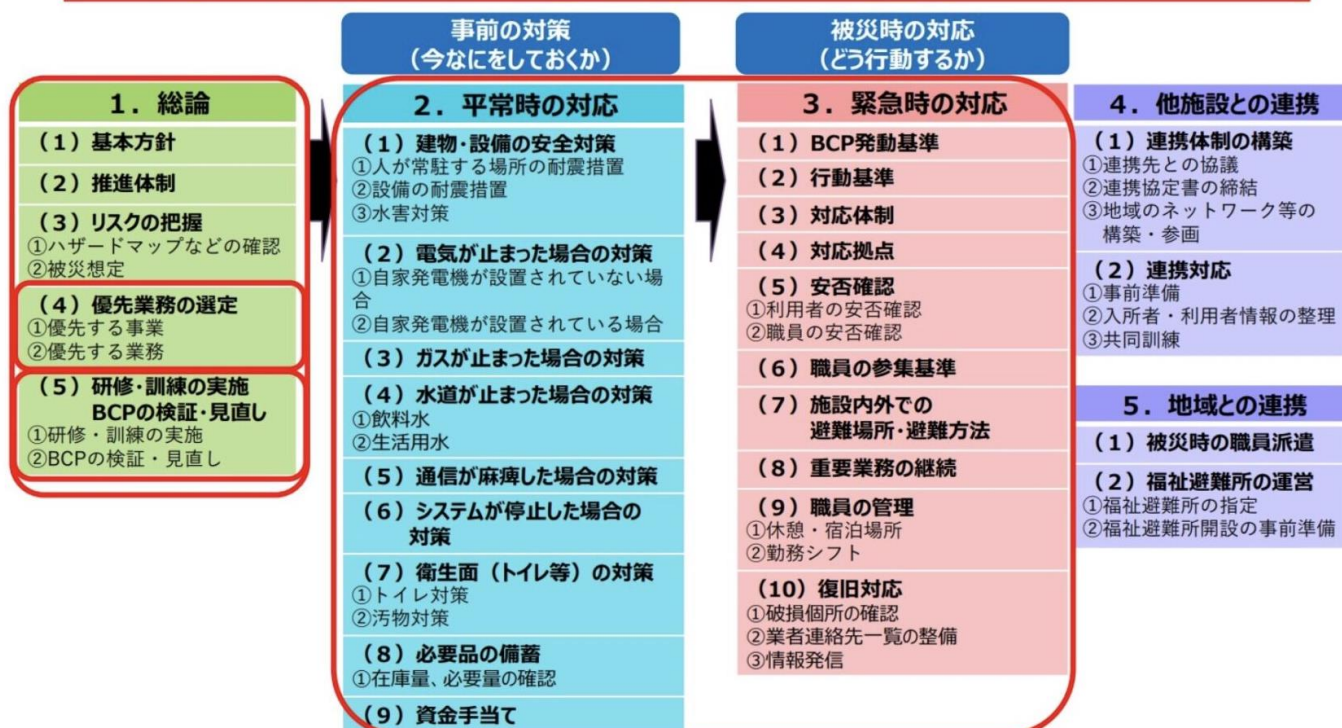 事前の対策
（今なにをしておくか）
被災時の対応
（どう行動するか）
１．総論
（１）基本方針
（２）推進体制
（３）リスクの把握
①ハザードマップなどの確認
②被災想定
（４）優先業務の選定
①優先する事業
②優先する業務
（５）研修・訓練の実施
BCPの検証・見直し
①研修・訓練の実施
②BCPの検証・見直し
２．平常時の対応
（１）建物・設備の安全対策
①人が常駐する場所の耐震措置
②設備の耐震措置
③水害対策
（２）電気が止まった場合の対策
①自家発電機が設置されていない場
合
②自家発電機が設置されている場合
（３）ガスが止まった場合の対策
（４）水道が止まった場合の対策
①飲料水
②生活用水
（５）通信が麻痺した場合の対策
（６）システムが停止した場合の
対策
（７）衛生面（トイレ等）の対策
①トイレ対策
②汚物対策
（８）必要品の備蓄
①在庫量、必要量の確認
（９）資金手当て
３．緊急時の対応
（１）BCP発動基準
（２）行動基準
（３）対応体制
（４）対応拠点
（５）安否確認
①利用者の安否確認
②職員の安否確認
（６）職員の参集基準
（７）施設内外での
避難場所・避難方法
（８）重要業務の継続
（９）職員の管理
①休憩・宿泊場所
②勤務シフト
（10）復旧対応
①破損個所の確認
②業者連絡先一覧の整備
③情報発信
４．他施設との連携
（１）連携体制の構築
①連携先との協議
②連携協定書の締結
③地域のネットワーク等の
構築・参画
（２）連携対応
①事前準備
②入所者・利用者情報の整理
③共同訓練
５．地域との連携
（１）被災時の職員派遣
（２）福祉避難所の運営
①福祉避難所の指定
②福祉避難所開設の事前準備